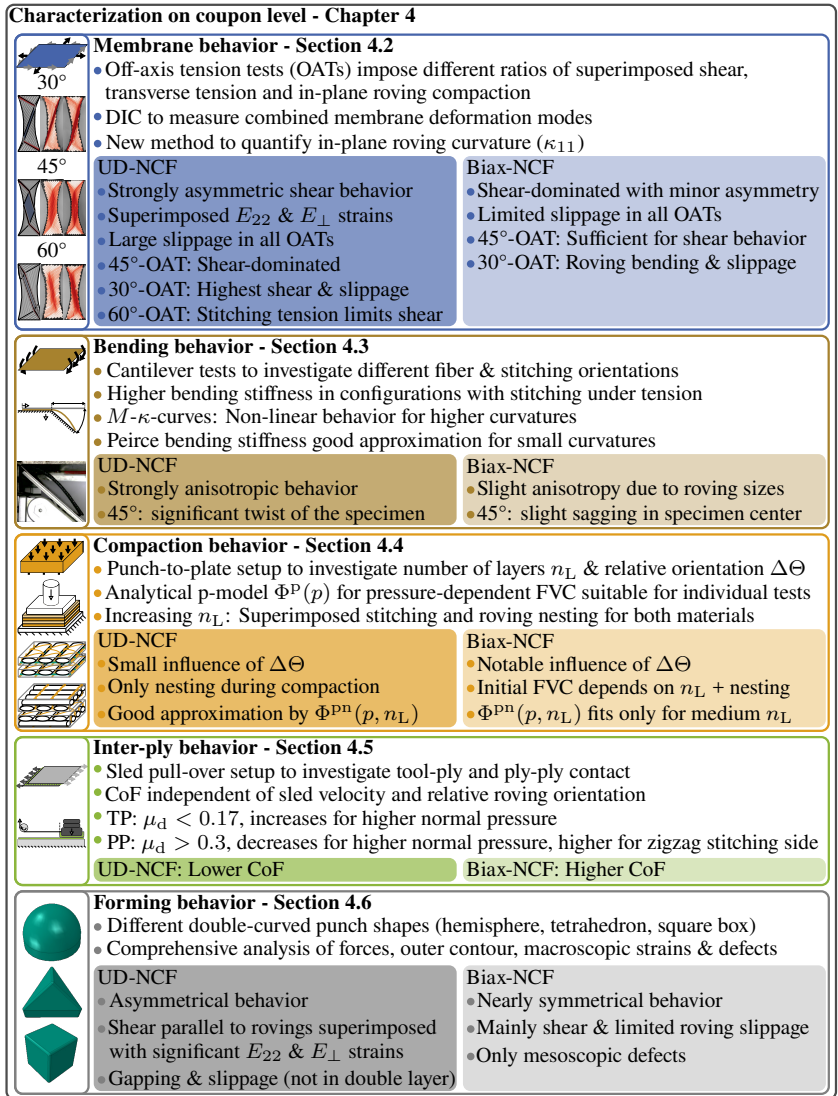 Characterization on coupon level - Chapter 4
Membrane behavior - Section 4.2
• Off-axis tension tests (OATs) impose different ratios of superimposed shear,
transverse tension and in-plane roving compaction
• DIC to measure combined membrane deformation modes
• New method to quantify in-plane roving curvature (κ₁₁)
30°
45°
60°
UD-NCF
• Strongly asymmetric shear behavior
• Superimposed E₂₂ & E⊥ strains
• Large slippage in all OATs
• 45°-OAT: Shear-dominated
• 30°-OAT: Highest shear & slippage
• 60°-OAT: Stitching tension limits shear
Biax-NCF
• Shear-dominated with minor asymmetry
• Limited slippage in all OATs
• 45°-OAT: Sufficient for shear behavior
• 30°-OAT: Roving bending & slippage
Bending behavior - Section 4.3
• Cantilever tests to investigate different fiber & stitching orientations
• Higher bending stiffness in configurations with stitching under tension
• M-κ-curves: Non-linear behavior for higher curvatures
• Peirce bending stiffness good approximation for small curvatures
UD-NCF
• Strongly anisotropic behavior
• 45°: significant twist of the specimen
Biax-NCF
• Slight anisotropy due to roving sizes
• 45°: slight sagging in specimen center
Compaction behavior - Section 4.4
• Punch-to-plate setup to investigate number of layers n_L & relative orientation ΔΘ
• Analytical p-model Φᵖ(p) for pressure-dependent FVC suitable for individual tests
• Increasing n_L: Superimposed stitching and roving nesting for both materials
UD-NCF
• Small influence of ΔΘ
• Only nesting during compaction
• Good approximation by Φᵖⁿ(p, n_L)
Biax-NCF
• Notable influence of ΔΘ
• Initial FVC depends on n_L + nesting
• Φᵖⁿ(p, n_L) fits only for medium n_L
Inter-ply behavior - Section 4.5
• Sled pull-over setup to investigate tool-ply and ply-ply contact
• CoF independent of sled velocity and relative roving orientation
• TP: μ_d < 0.17, increases for higher normal pressure
• PP: μ_d > 0.3, decreases for higher normal pressure, higher for zigzag stitching side
UD-NCF: Lower CoF
Biax-NCF: Higher CoF
Forming behavior - Section 4.6
• Different double-curved punch shapes (hemisphere, tetrahedron, square box)
• Comprehensive analysis of forces, outer contour, macroscopic strains & defects
UD-NCF
• Asymmetrical behavior
• Shear parallel to rovings superimposed
with significant E₂₂ & E⊥ strains
• Gapping & slippage (not in double layer)
Biax-NCF
• Nearly symmetrical behavior
• Mainly shear & limited roving slippage
• Only mesoscopic defects